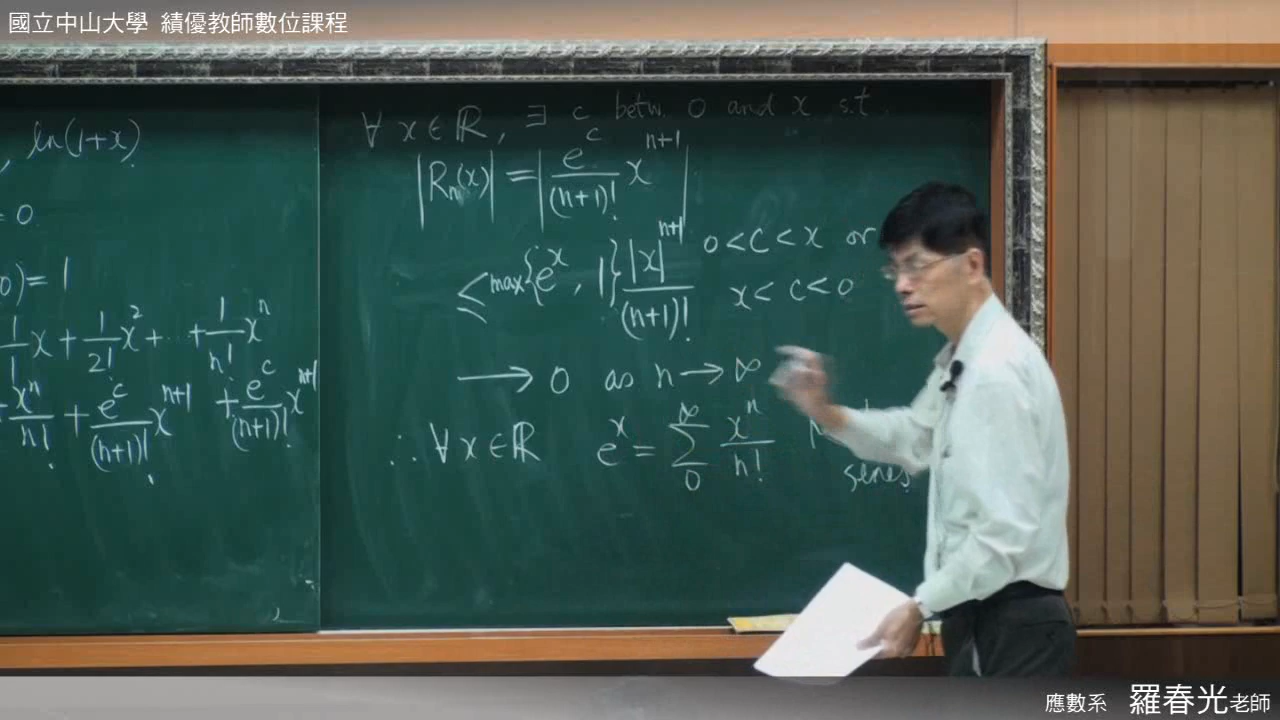 國立中山大學 績優教師數位課程
, ln(1+x)
= 0
0) = 1
1/1 x + 1/2! x^2 + ... + 1/n! x^n
+ x^n/n! + e^c/(n+1)! x^{n+1} + e^c/(n+1)! x^{n+1}
∀ x ∈ ℝ, ∃ c betw. 0 and x s.t.
|R_n(x)| = | e^c/(n+1)! x^{n+1} |
≤ max{e^x, 1} |x|^{n+1}/(n+1)! 0 < c < x or
x < c < 0
→ 0 as n → ∞
∴ ∀ x ∈ ℝ e^x = ∑_0^∞ x^n/n!
series
應數系 羅春光老師